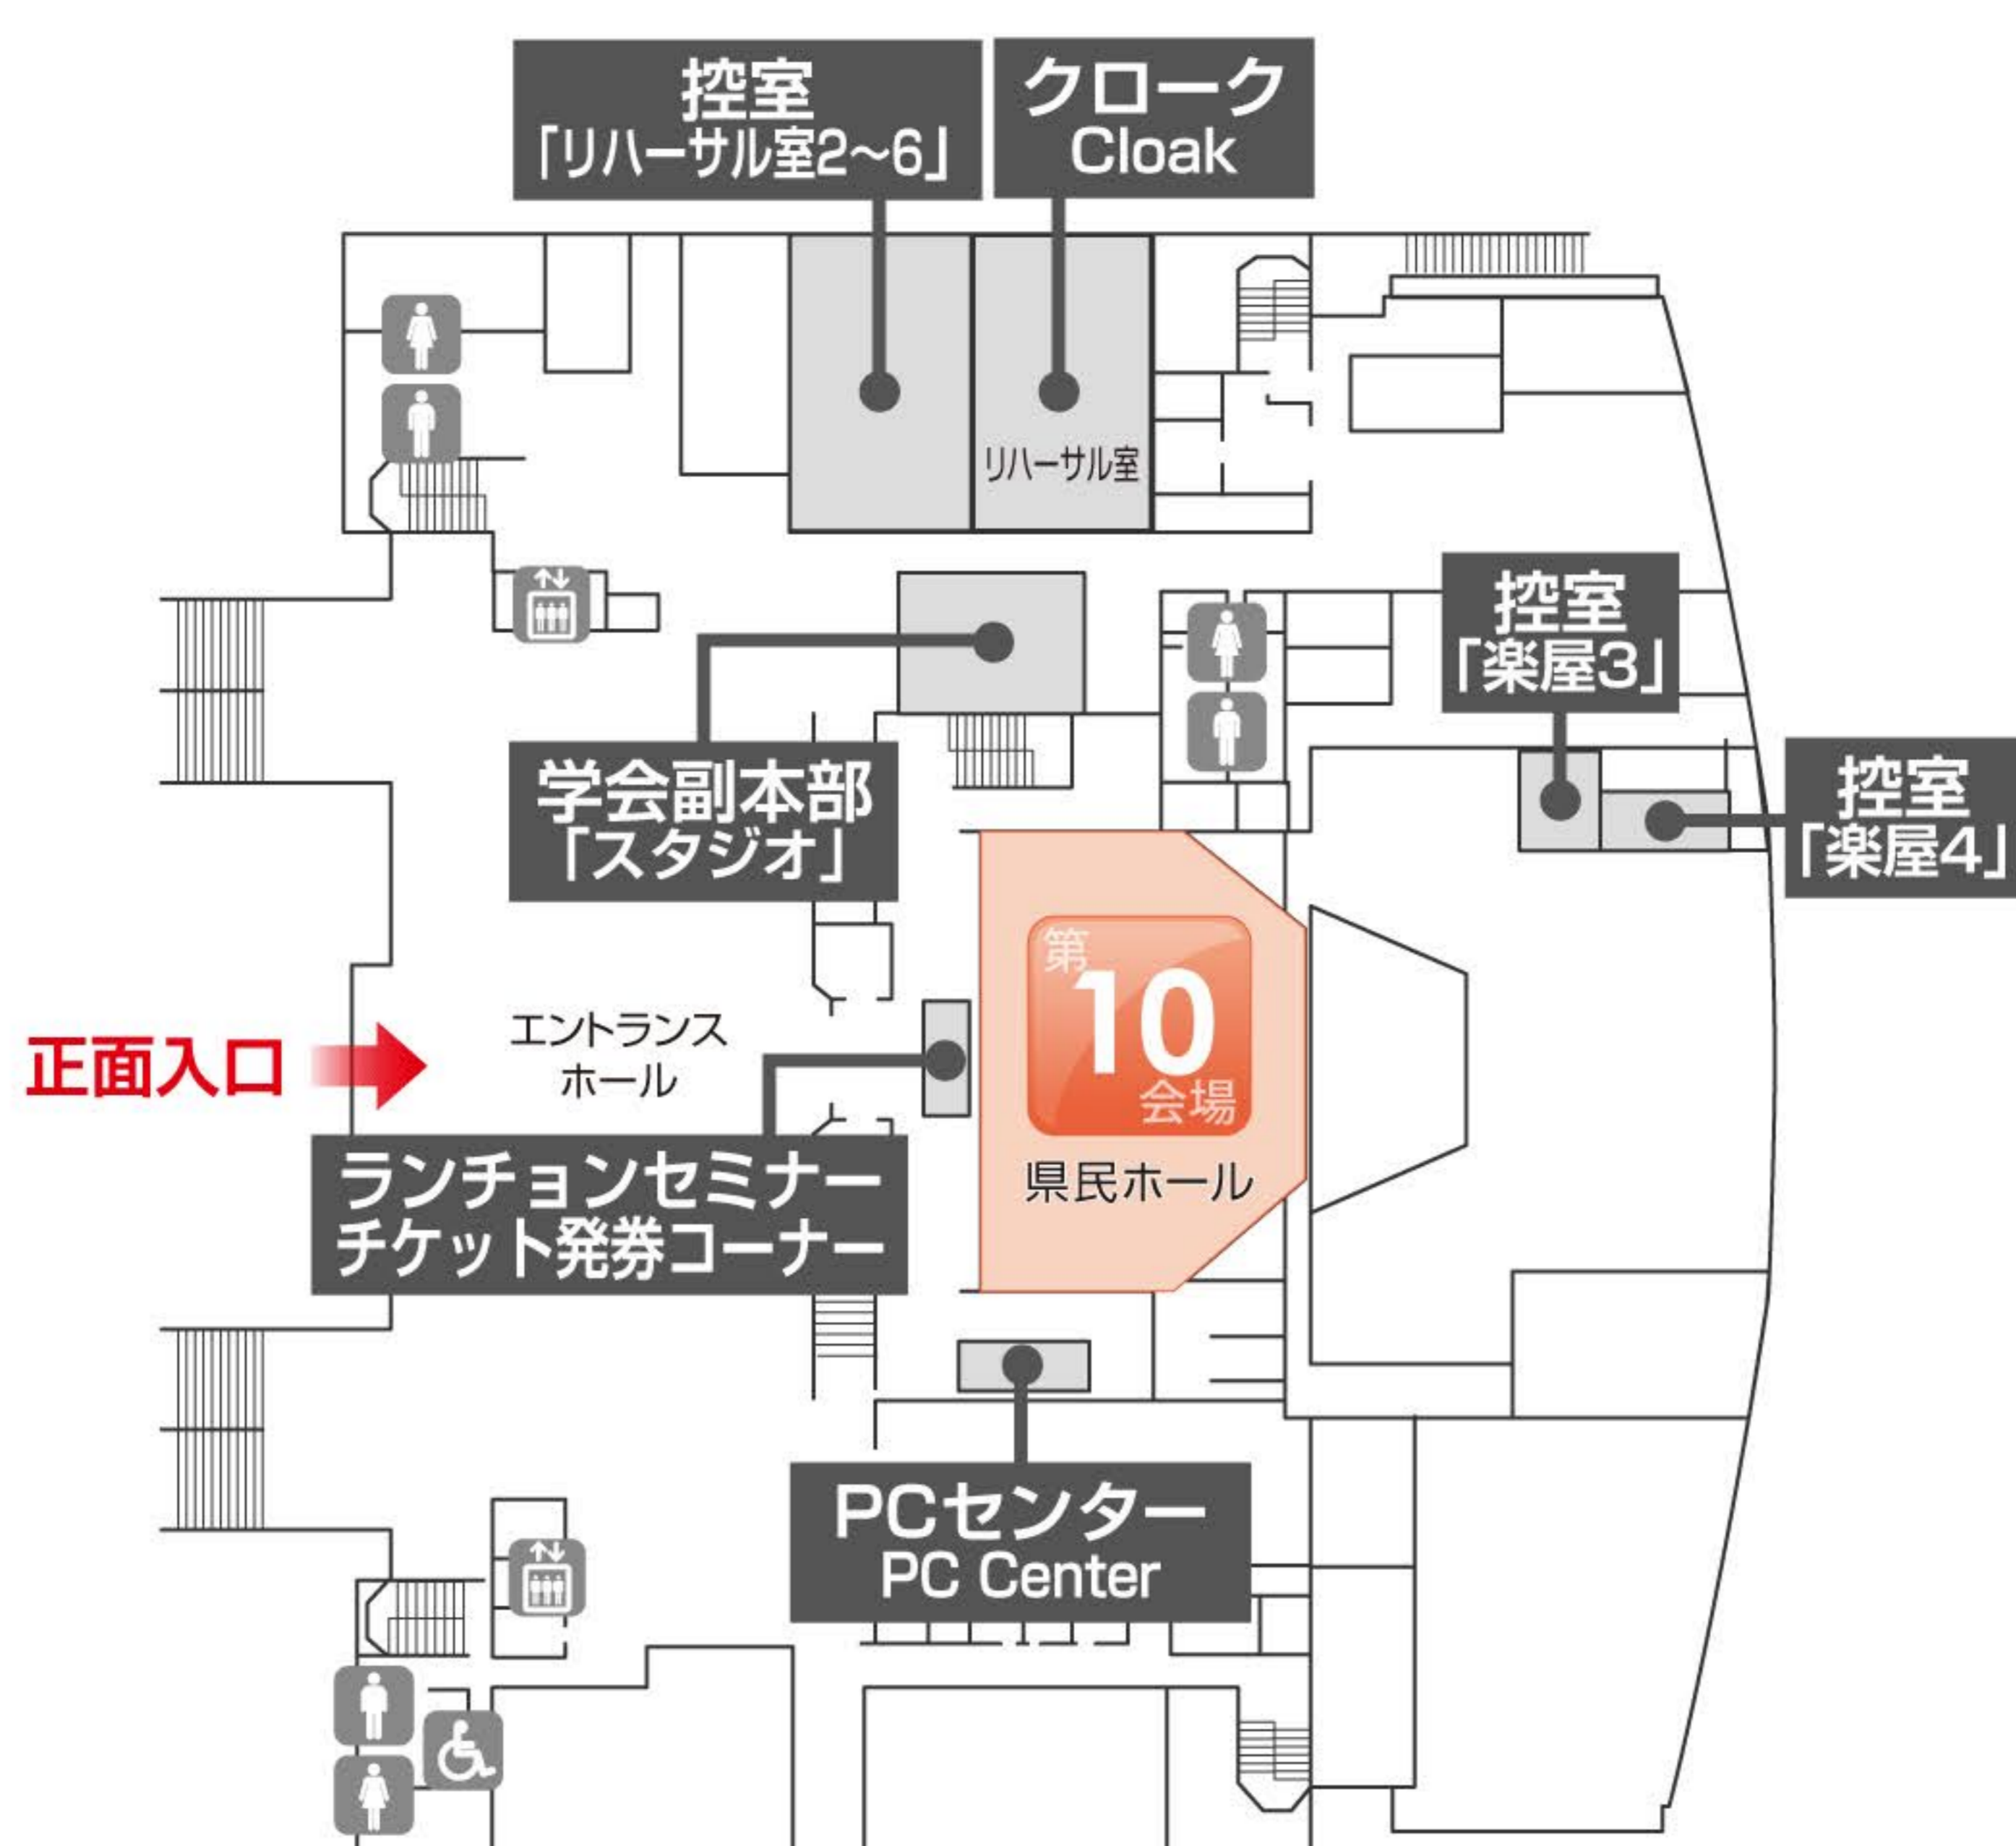 控室
「リハーサル室2〜6」
クローク
Cloak
リハーサル室
控室
「楽屋3」
控室
「楽屋4」
学会副本部
「スタジオ」
第
10
会場
県民ホール
エントランス
ホール
正面入口
ランチョンセミナー
チケット発券コーナー
PCセンター
PC Center